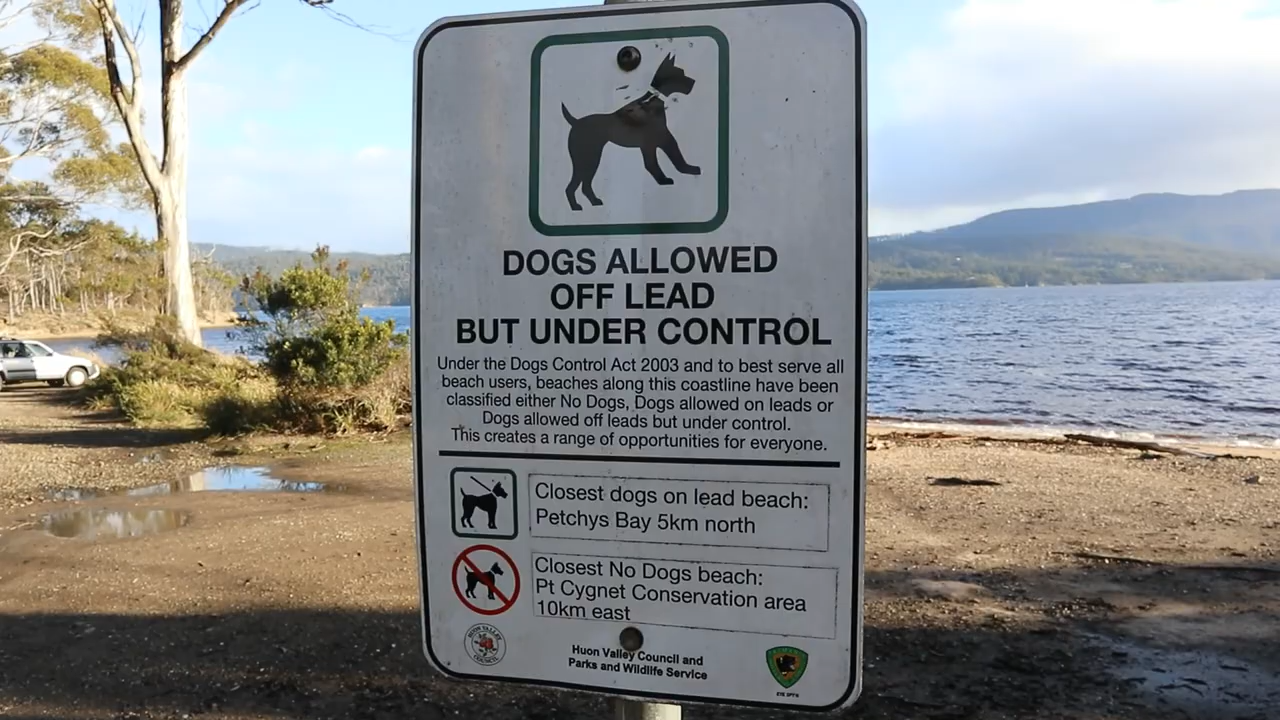 DOGS ALLOWED
OFF LEAD
BUT UNDER CONTROL
Under the Dogs Control Act 2003 and to best serve all
beach users, beaches along this coastline have been
classified either No Dogs, Dogs allowed on leads or
Dogs allowed off leads but under control.
This creates a range of opportunities for everyone.
Closest dogs on lead beach:
Petchys Bay 5km north
Closest No Dogs beach:
Pt Cygnet Conservation area
10km east
HUON VALLEY
COUNCIL
Huon Valley Council and
Parks and Wildlife Service